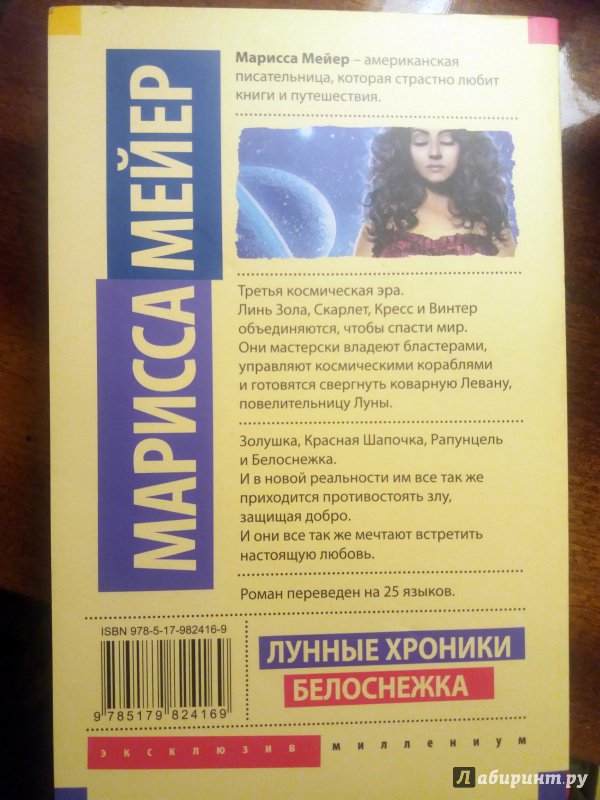 Марисса Мейер – американская
писательница, которая страстно любит
книги и путешествия.
МАРИССА МЕЙЕР
Третья космическая эра.
Линь Зола, Скарлет, Кресс и Винтер
объединяются, чтобы спасти мир.
Они мастерски владеют бластерами,
управляют космическими кораблями
и готовятся свергнуть коварную Левану,
повелительницу Луны.
Золушка, Красная Шапочка, Рапунцель
и Белоснежка.
И в новой реальности им все так же
приходится противостоять злу,
защищая добро.
И они все так же мечтают встретить
настоящую любовь.
Роман переведен на 25 языков.
ISBN 978-5-17-982416-9
9 785179 824169
ЛУННЫЕ ХРОНИКИ
БЕЛОСНЕЖКА
эксклюзив миллениум
Лабиринт.ру